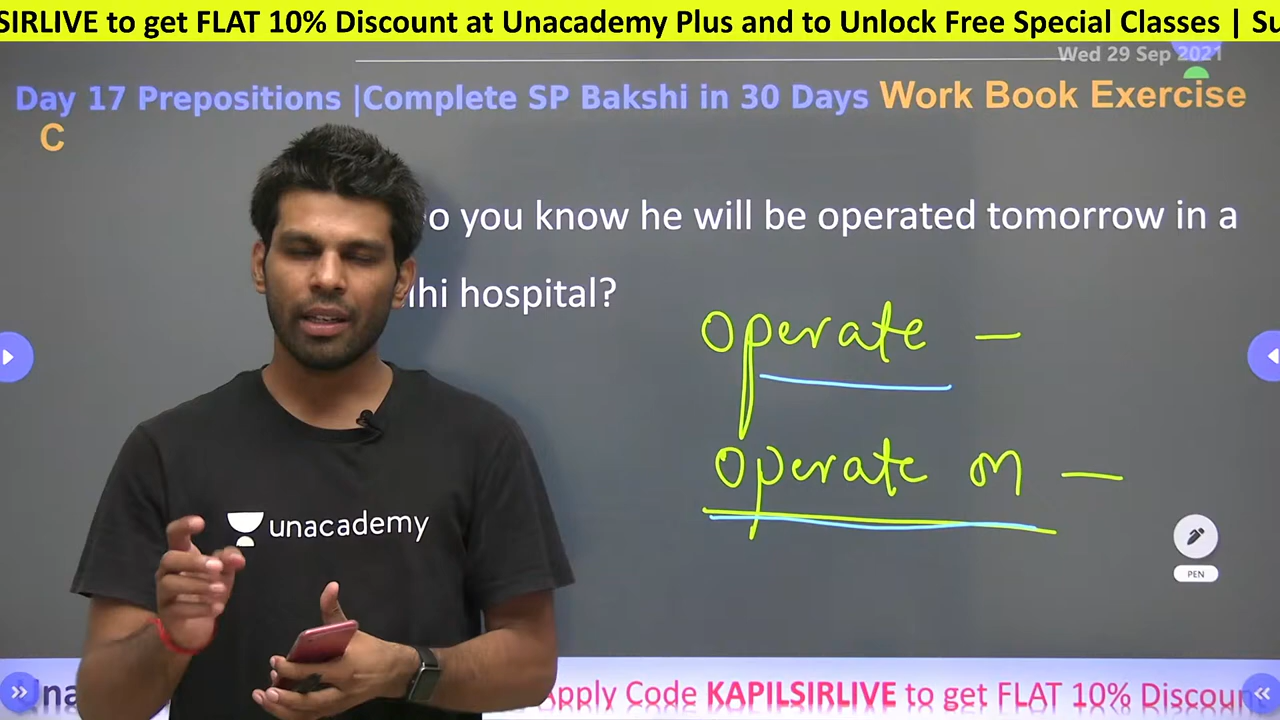 SIRLIVE to get FLAT 10% Discount at Unacademy Plus and to Unlock Free Special Classes | Su
Wed 29 Sep 2021
Day 17 Prepositions |Complete SP Bakshi in 30 Days Work Book Exercise
C
o you know he will be operated tomorrow in a
lhi hospital?
operate —
operate on —
unacademy
PEN
Una
Apply Code KAPILSIRLIVE to get FLAT 10% Discoun